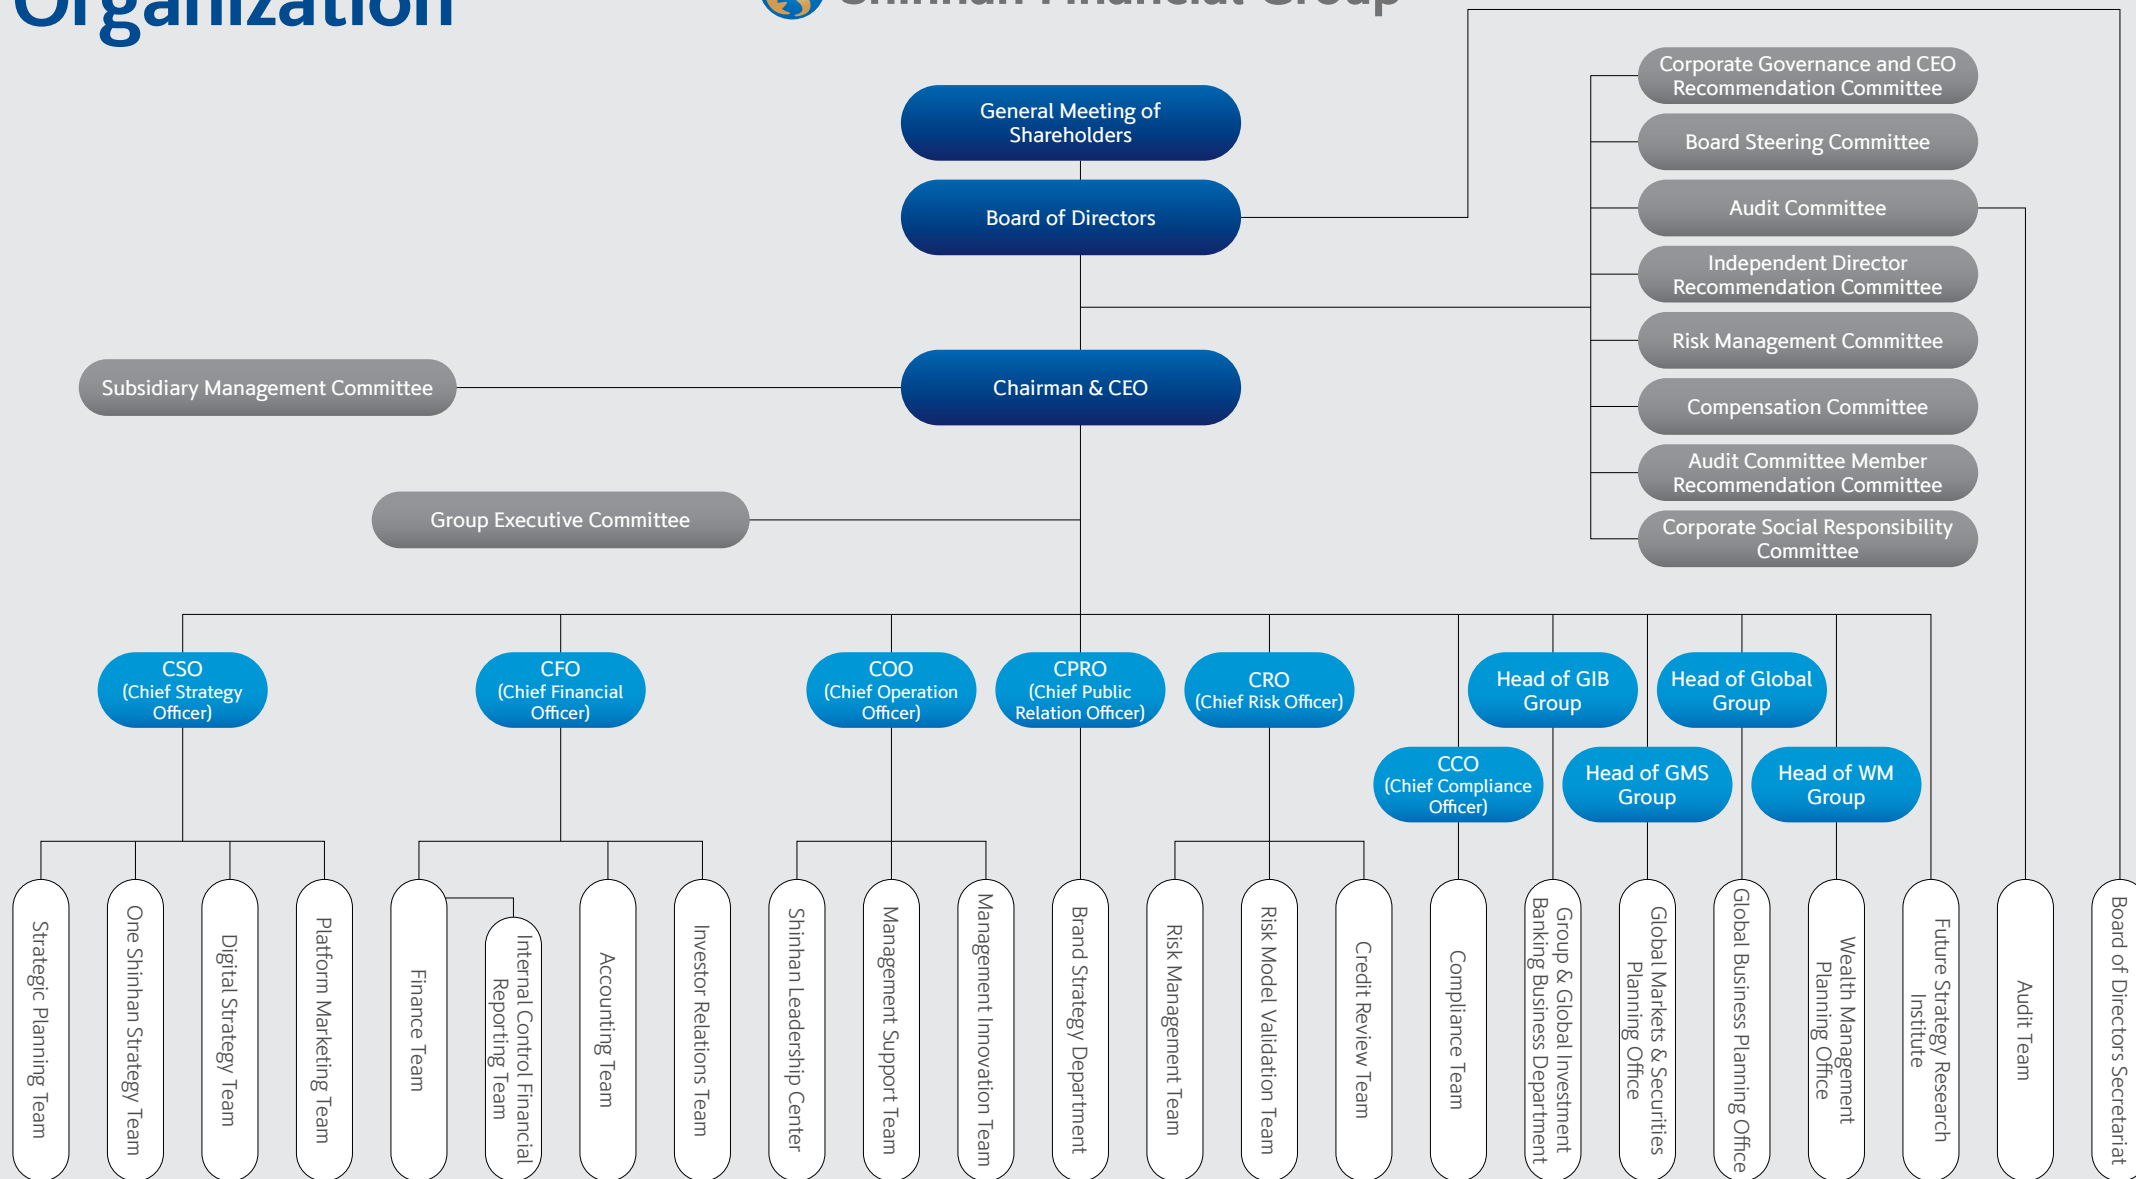 Organization
Shinhan Financial Group
General Meeting of
Shareholders
Board of Directors
Chairman & CEO
Subsidiary Management Committee
Group Executive Committee
Corporate Governance and CEO
Recommendation Committee
Board Steering Committee
Audit Committee
Independent Director
Recommendation Committee
Risk Management Committee
Compensation Committee
Audit Committee Member
Recommendation Committee
Corporate Social Responsibility
Committee
CSO
(Chief Strategy
Officer)
CFO
(Chief Financial
Officer)
COO
(Chief Operation
Officer)
CPRO
(Chief Public
Relation Officer)
CRO
(Chief Risk Officer)
CCO
(Chief Compliance
Officer)
Head of GIB
Group
Head of GMS
Group
Head of Global
Group
Head of WM
Group
Strategic Planning Team
One Shinhan Strategy Team
Digital Strategy Team
Platform Marketing Team
Finance Team
Internal Control Financial
Reporting Team
Accounting Team
Investor Relations Team
Shinhan Leadership Center
Management Support Team
Management Innovation Team
Brand Strategy Department
Risk Management Team
Risk Model Validation Team
Credit Review Team
Compliance Team
Group & Global Investment
Banking Business Department
Global Markets & Securities
Planning Office
Global Business Planning Office
Wealth Management
Planning Office
Future Strategy Research
Institute
Audit Team
Board of Directors Secretariat